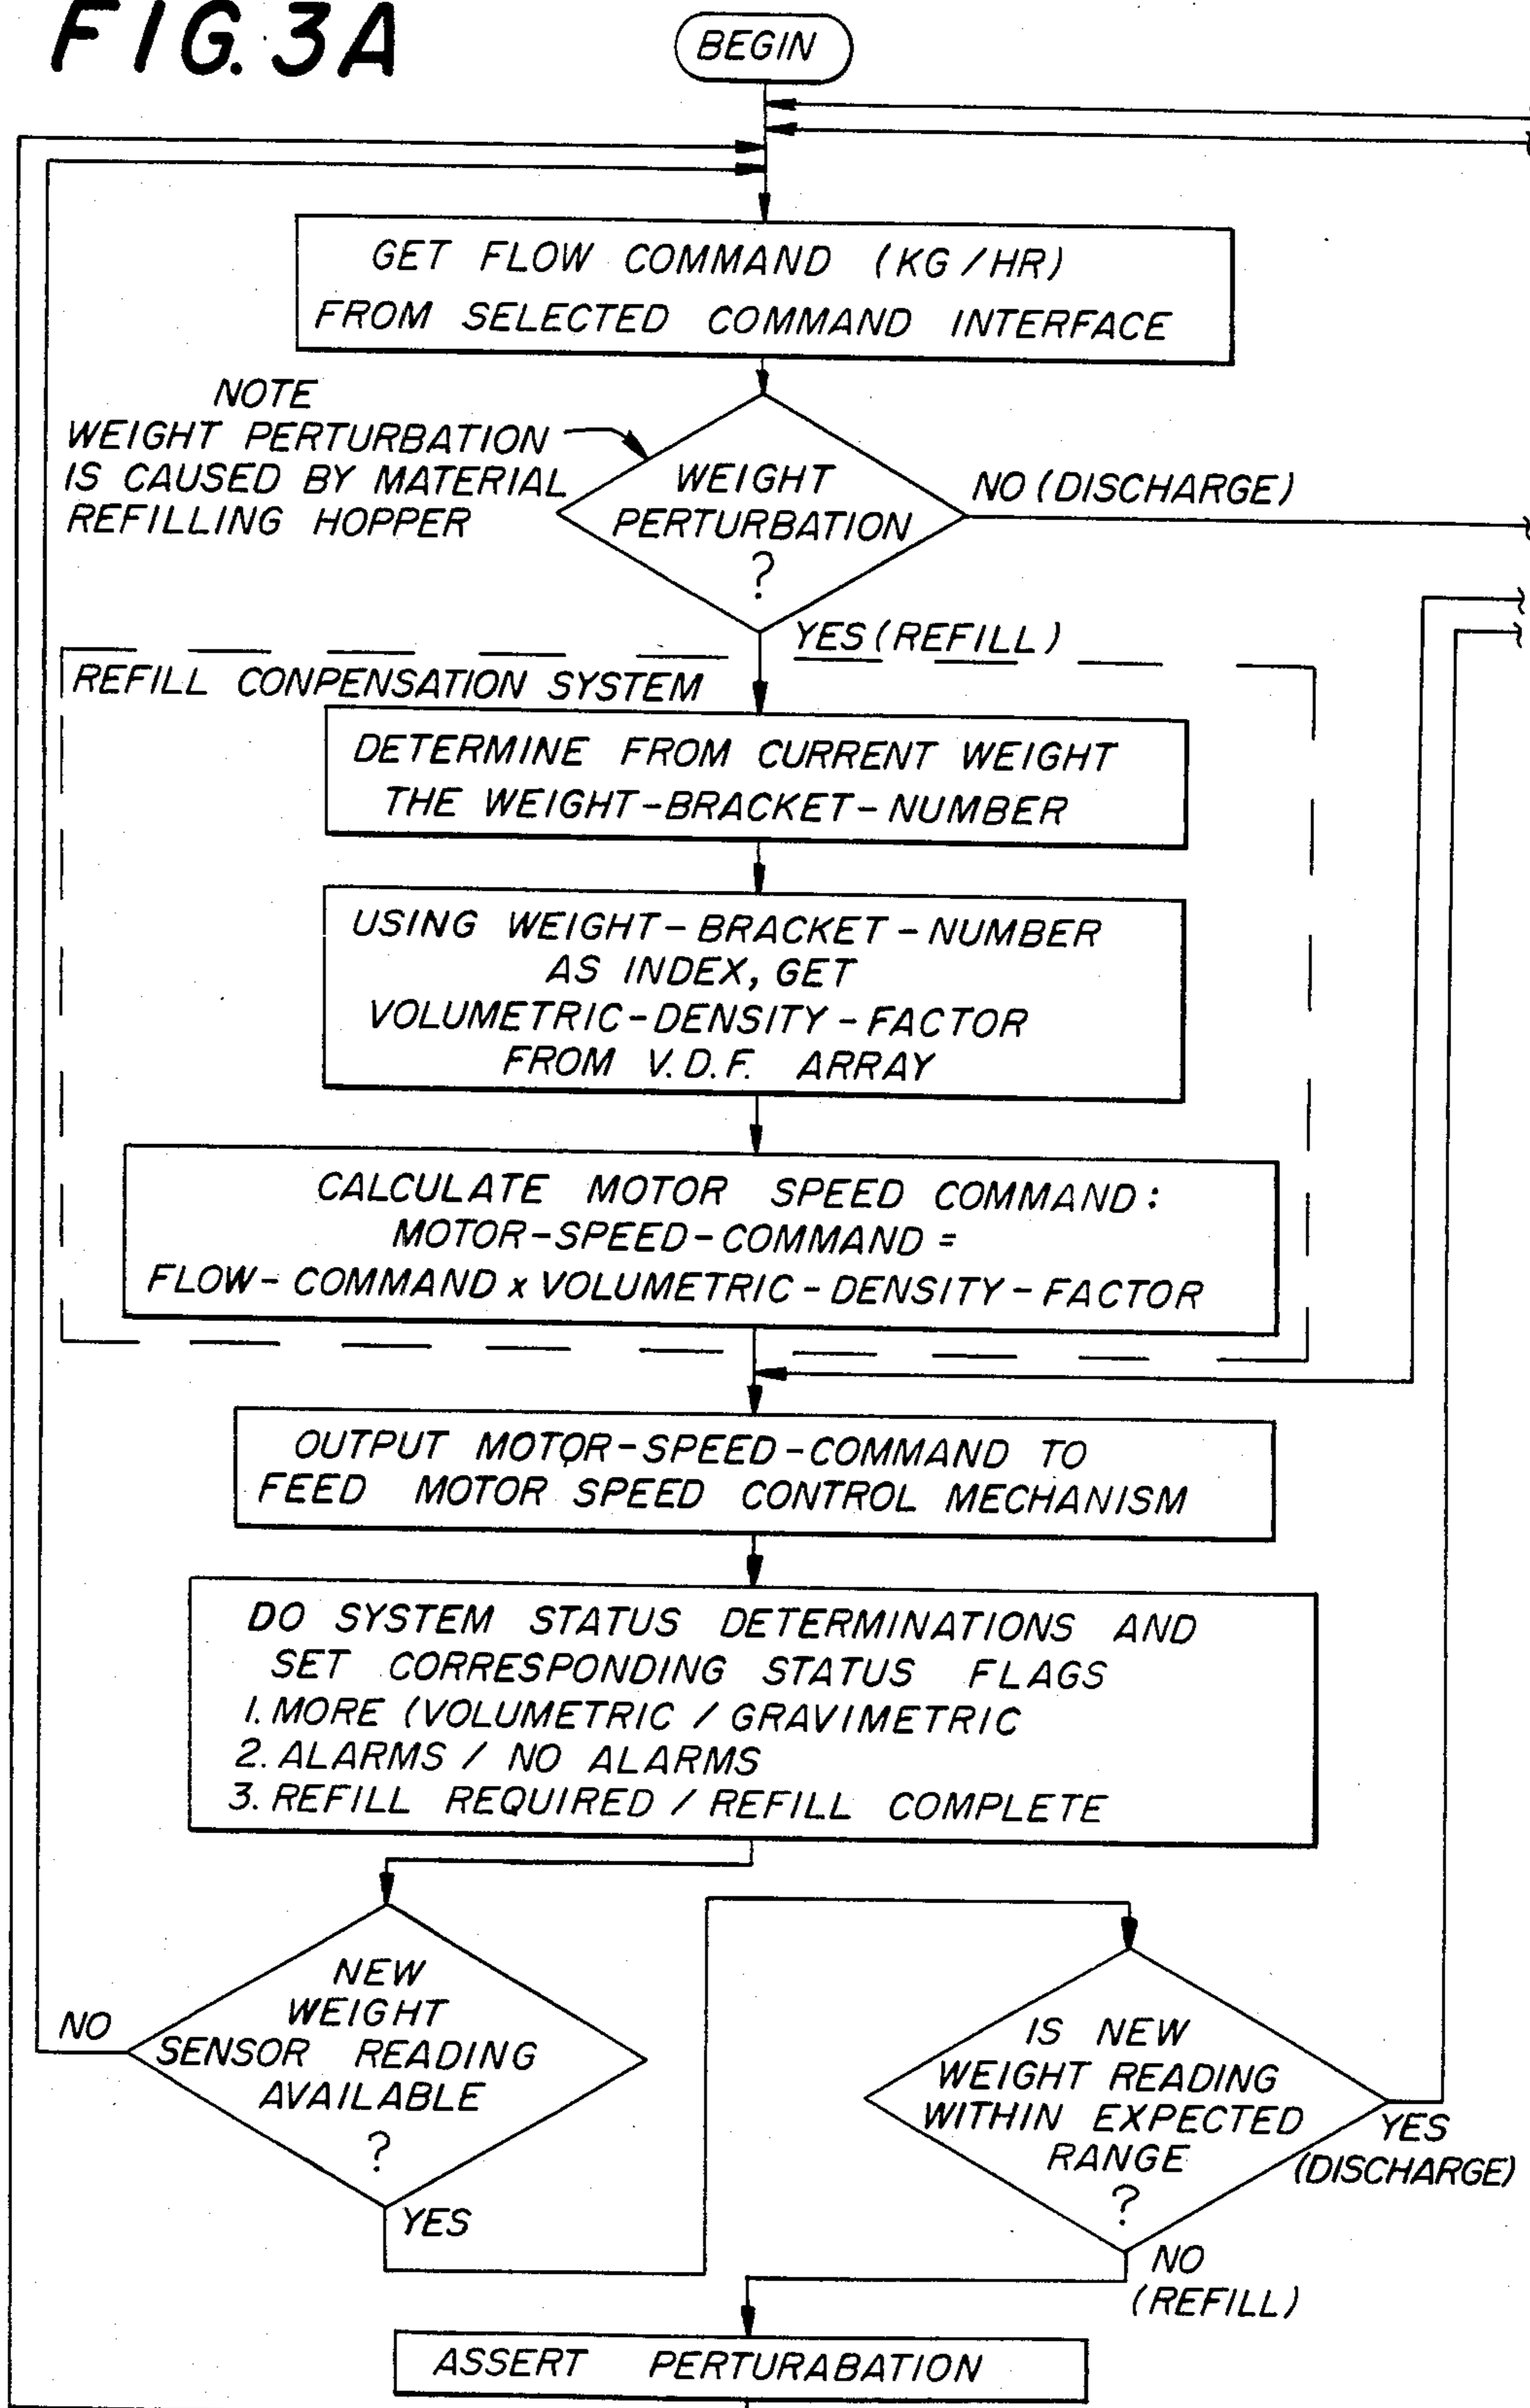 FIG. 3A
BEGIN
GET FLOW COMMAND (KG/HR)
FROM SELECTED COMMAND INTERFACE
NOTE
WEIGHT PERTURBATION
IS CAUSED BY MATERIAL
REFILLING HOPPER
WEIGHT
PERTURBATION
?
NO (DISCHARGE)
YES (REFILL)
REFILL CONPENSATION SYSTEM
DETERMINE FROM CURRENT WEIGHT
THE WEIGHT-BRACKET-NUMBER
USING WEIGHT-BRACKET-NUMBER
AS INDEX, GET
VOLUMETRIC-DENSITY-FACTOR
FROM V.D.F. ARRAY
CALCULATE MOTOR SPEED COMMAND:
MOTOR-SPEED-COMMAND =
FLOW-COMMAND x VOLUMETRIC-DENSITY-FACTOR
OUTPUT MOTOR-SPEED-COMMAND TO
FEED MOTOR SPEED CONTROL MECHANISM
DO SYSTEM STATUS DETERMINATIONS AND
SET CORRESPONDING STATUS FLAGS
1. MORE (VOLUMETRIC / GRAVIMETRIC
2. ALARMS / NO ALARMS
3. REFILL REQUIRED / REFILL COMPLETE
NEW
WEIGHT
SENSOR READING
AVAILABLE
?
NO
YES
IS NEW
WEIGHT READING
WITHIN EXPECTED
RANGE
?
YES
(DISCHARGE)
NO
(REFILL)
ASSERT PERTURABATION